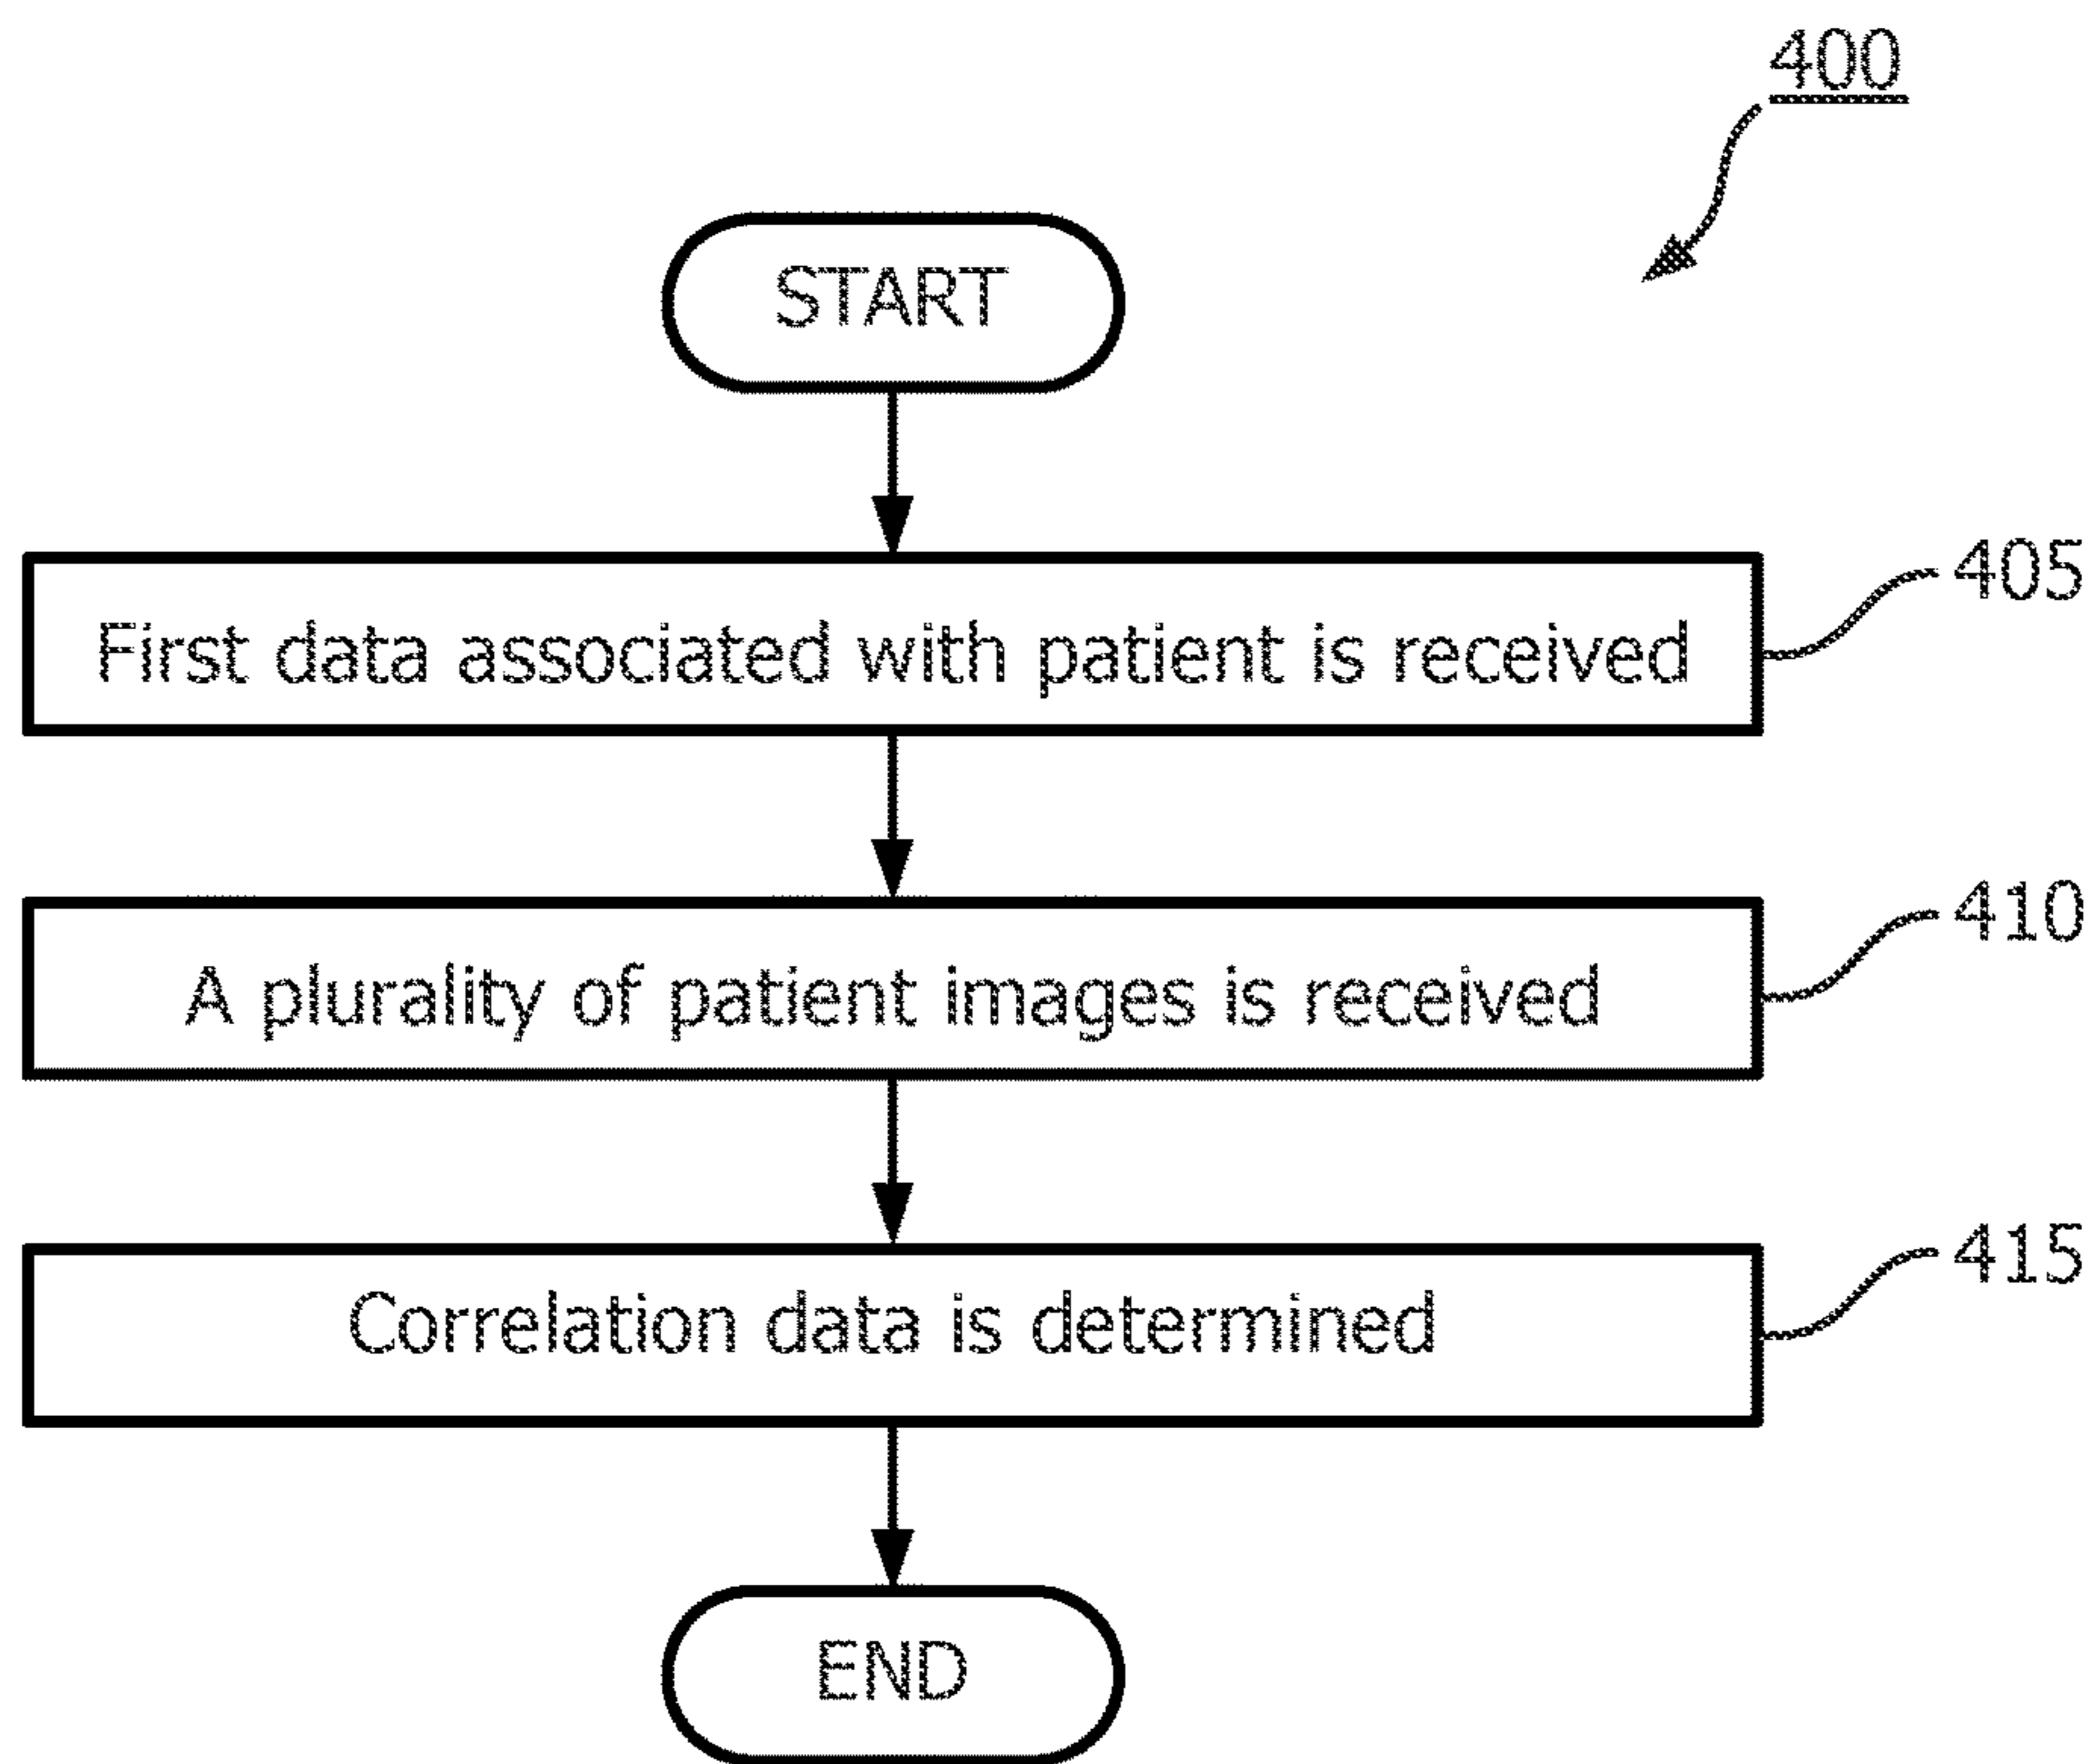 400
START
First data associated with patient is received
405
A plurality of patient images is received
410
Correlation data is determined
415
END